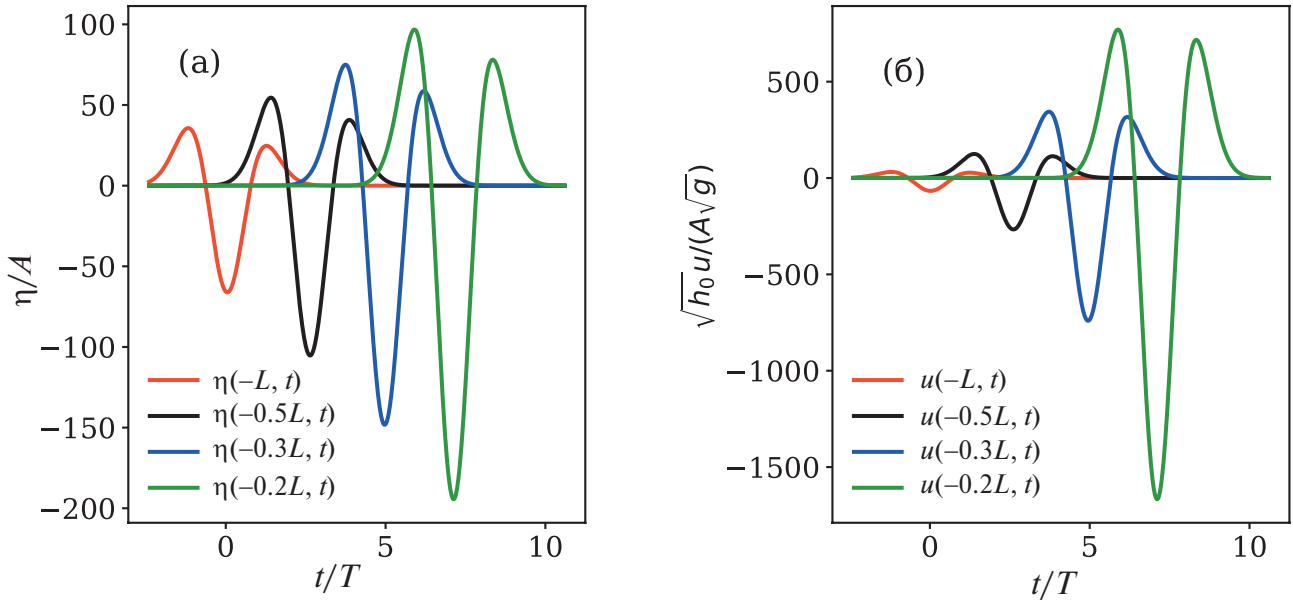 (а)
100
50
0
−50
−100
−150
−200
η/A
η(–L, t)
η(–0.5L, t)
η(–0.3L, t)
η(–0.2L, t)
0
5
10
t/T
(б)
500
0
−500
−1000
−1500
√h₀u/(A√g)
u(–L, t)
u(–0.5L, t)
u(–0.3L, t)
u(–0.2L, t)
0
5
10
t/T